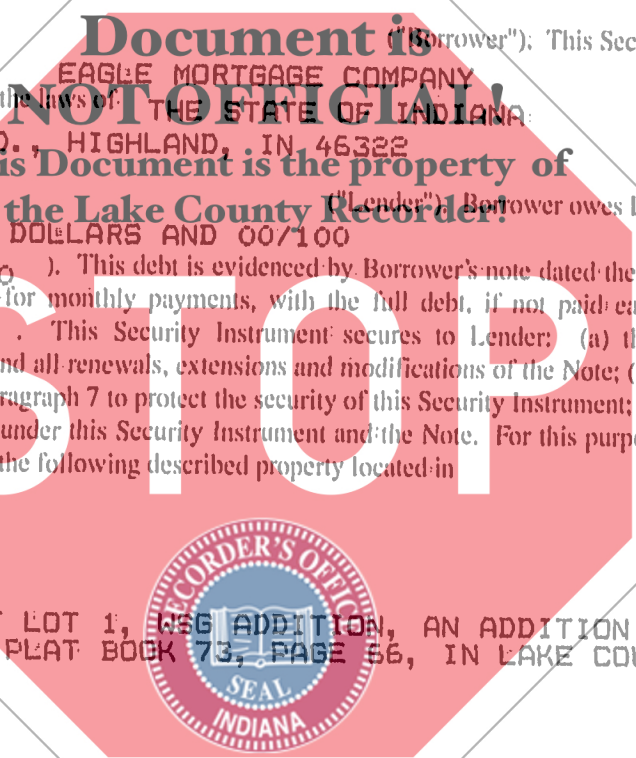 Document is
("Borrower"); This Sec
EAGLE MORTGAGE COMPANY
the laws of THE STATE OF INDIANA
NOT OFFICIAL!
O., HIGHLAND, IN 46322
is Document is the property of
the Lake County Recorder!
("Lender"). Borrower owes
DOLLARS AND 00/100
). This debt is evidenced by Borrower's note dated the
for monthly payments, with the full debt, if not paid ea
. This Security Instrument secures to Lender: (a) th
nd all renewals, extensions and modifications of the Note; (
ragraph 7 to protect the security of this Security Instrument;
under this Security Instrument and the Note. For this purpo
the following described property located in
STOP
RECORDER'S OFFICE
SEAL
INDIANA
LOT 1, WSG ADDITION, AN ADDITION
PLAT BOOK 73, PAGE 66, IN LAKE COU